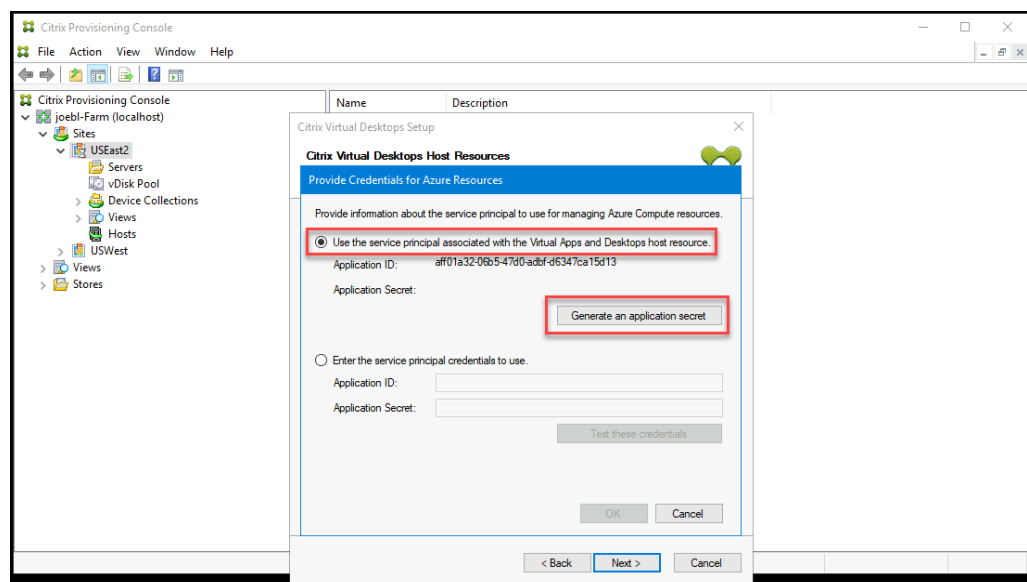 Citrix Provisioning Console
File Action View Window Help
Citrix Provisioning Console
joebl-Farm (localhost)
Sites
USEast2
Servers
vDisk Pool
Device Collections
Views
Hosts
USWest
Views
Stores
Name Description
Citrix Virtual Desktops Setup
Citrix Virtual Desktops Host Resources
Provide Credentials for Azure Resources
Provide information about the service principal to use for managing Azure Compute resources.
Use the service principal associated with the Virtual Apps and Desktops host resource.
Application ID: aff01a32-06b5-47d0-adbf-d6347ca15d13
Application Secret:
Generate an application secret
Enter the service principal credentials to use.
Application ID:
Application Secret:
Test these credentials
OK Cancel
< Back Next > Cancel